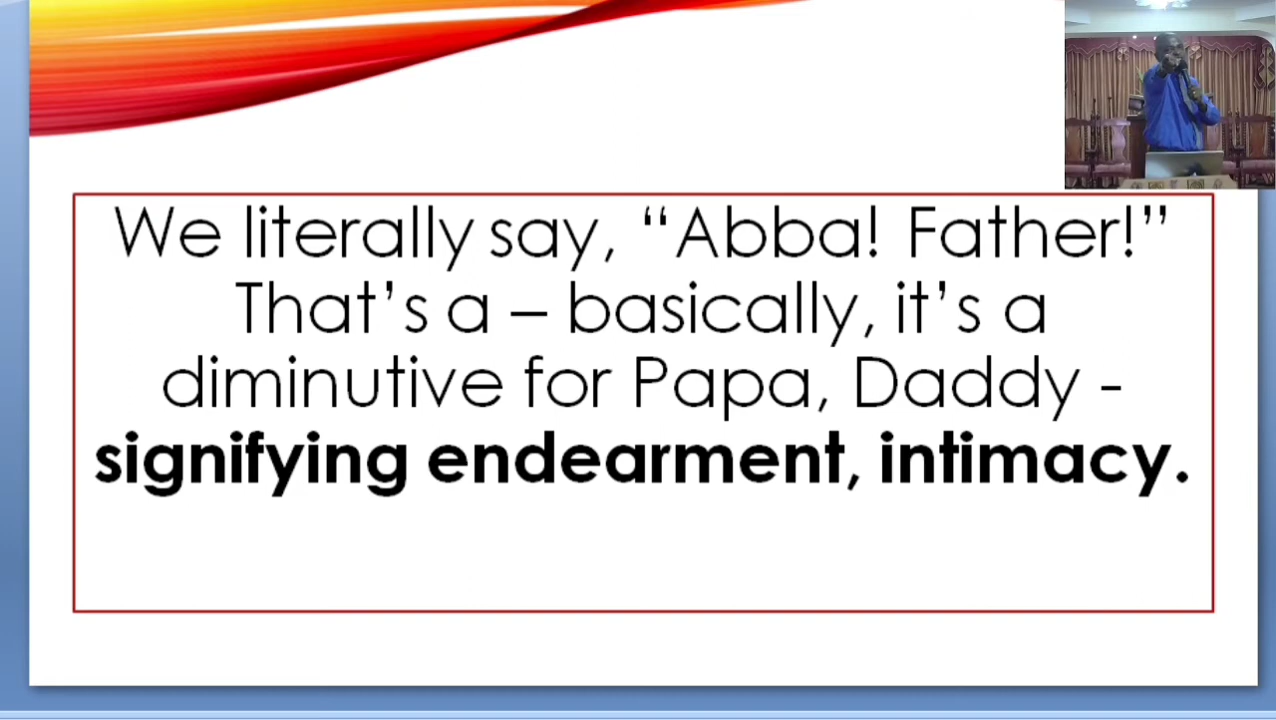 We literally say, “Abba! Father!”
That’s a – basically, it’s a
diminutive for Papa, Daddy -
signifying endearment, intimacy.